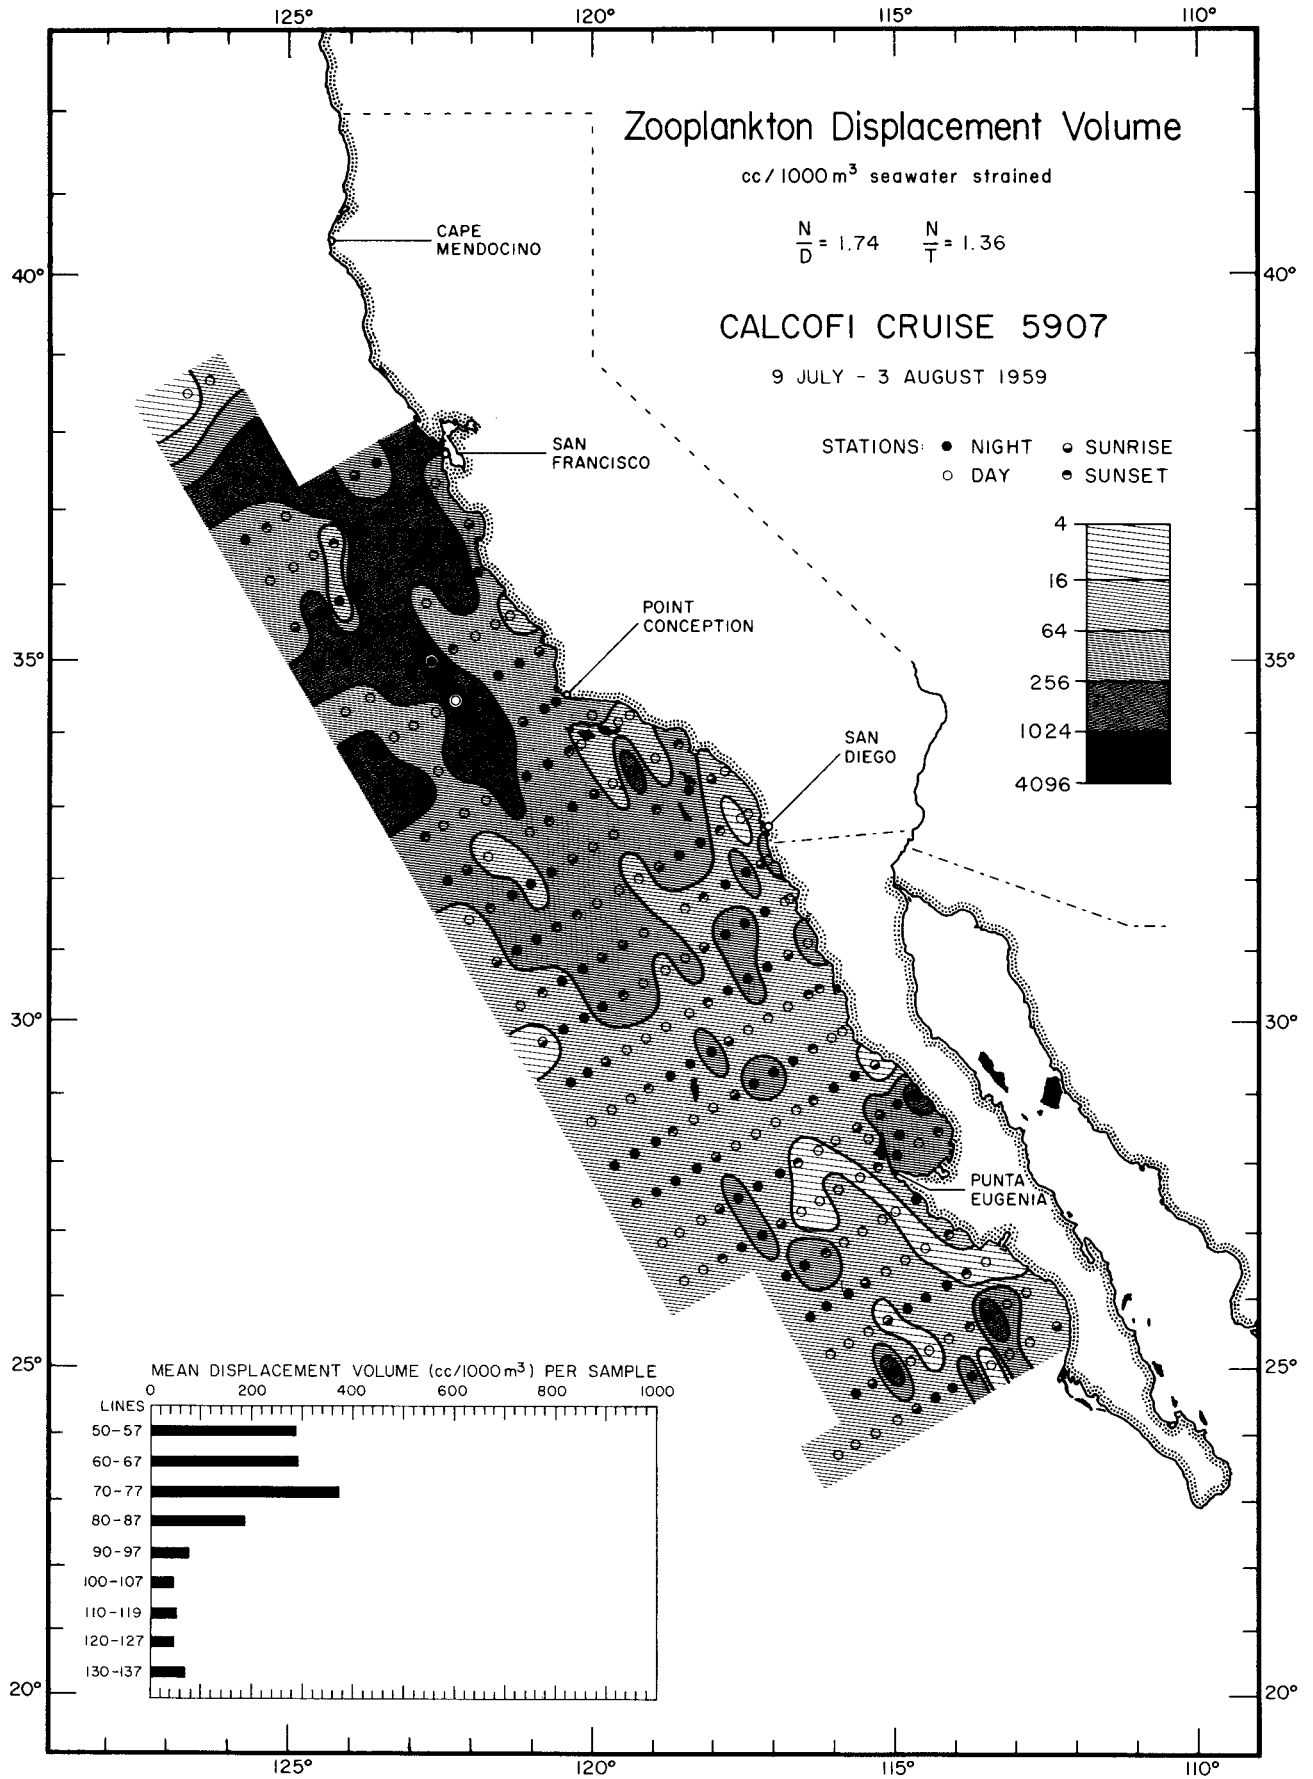 125° 120° 115° 110°
Zooplankton Displacement Volume
cc/1000 m³ seawater strained
N/D = 1.74 N/T = 1.36
CALCOFI CRUISE 5907
9 JULY - 3 AUGUST 1959
STATIONS: ● NIGHT ◒ SUNRISE
○ DAY ◓ SUNSET
4
16
64
256
1024
4096
CAPE
MENDOCINO
40° 40°
SAN
FRANCISCO
POINT
CONCEPTION
35° 35°
SAN
DIEGO
30° 30°
PUNTA
EUGENIA
25° 25°
MEAN DISPLACEMENT VOLUME (cc/1000 m³) PER SAMPLE
0 200 400 600 800 1000
LINES
50-57
60-67
70-77
80-87
90-97
100-107
110-119
120-127
130-137
20° 20°
125° 120° 115° 110°